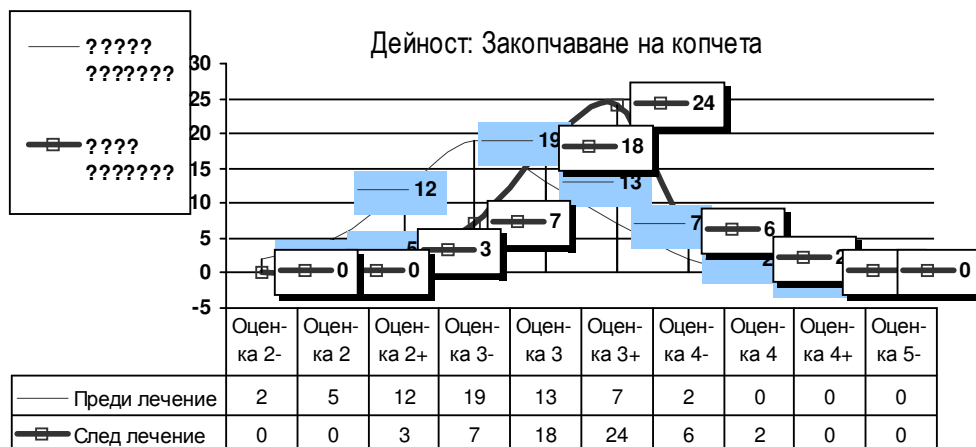 Дейност: Закопчаване на копчета
?????
???????
????
???????
30
25
20
15
10
5
0
-5
12
19
13
7
2
5
0
0
3
7
18
24
6
2
0
Оцен-ка 2-
Оцен-ка 2
Оцен-ка 2+
Оцен-ка 3-
Оцен-ка 3
Оцен-ка 3+
Оцен-ка 4-
Оцен-ка 4
Оцен-ка 4+
Оцен-ка 5-
Преди лечение 2 5 12 19 13 7 2 0 0 0
След лечение 0 0 3 7 18 24 6 2 0 0